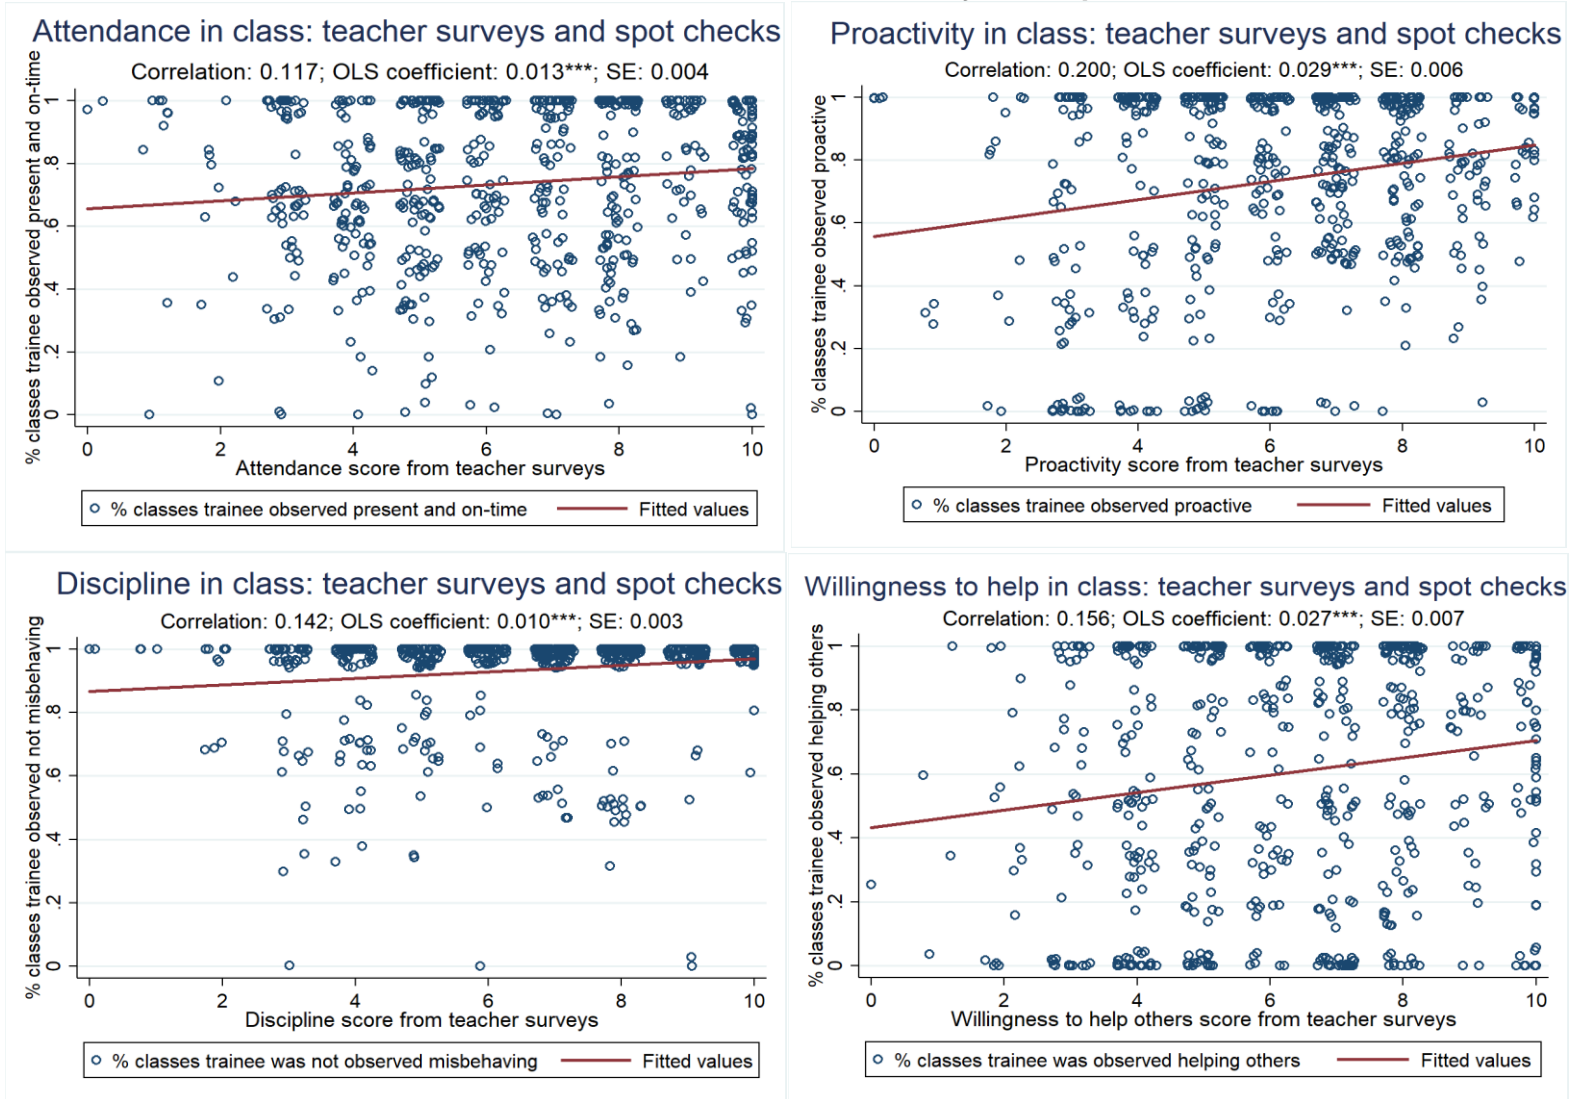 Attendance in class: teacher surveys and spot checks
Correlation: 0.117; OLS coefficient: 0.013***; SE: 0.004
% classes trainee observed present and on-time
1
.8
.6
.4
.2
0
0 2 4 6 8 10
Attendance score from teacher surveys
% classes trainee observed present and on-time Fitted values
Proactivity in class: teacher surveys and spot checks
Correlation: 0.200; OLS coefficient: 0.029***; SE: 0.006
% classes trainee observed proactive
1
.8
.6
.4
.2
0
0 2 4 6 8 10
Proactivity score from teacher surveys
% classes trainee observed proactive Fitted values
Discipline in class: teacher surveys and spot checks
Correlation: 0.142; OLS coefficient: 0.010***; SE: 0.003
% classes trainee observed not misbehaving
1
.8
.6
.4
.2
0
0 2 4 6 8 10
Discipline score from teacher surveys
% classes trainee was not observed misbehaving Fitted values
Willingness to help in class: teacher surveys and spot checks
Correlation: 0.156; OLS coefficient: 0.027***; SE: 0.007
% classes trainee observed helping others
1
.8
.6
.4
.2
0
0 2 4 6 8 10
Willingness to help others score from teacher surveys
% classes trainee was observed helping others Fitted values